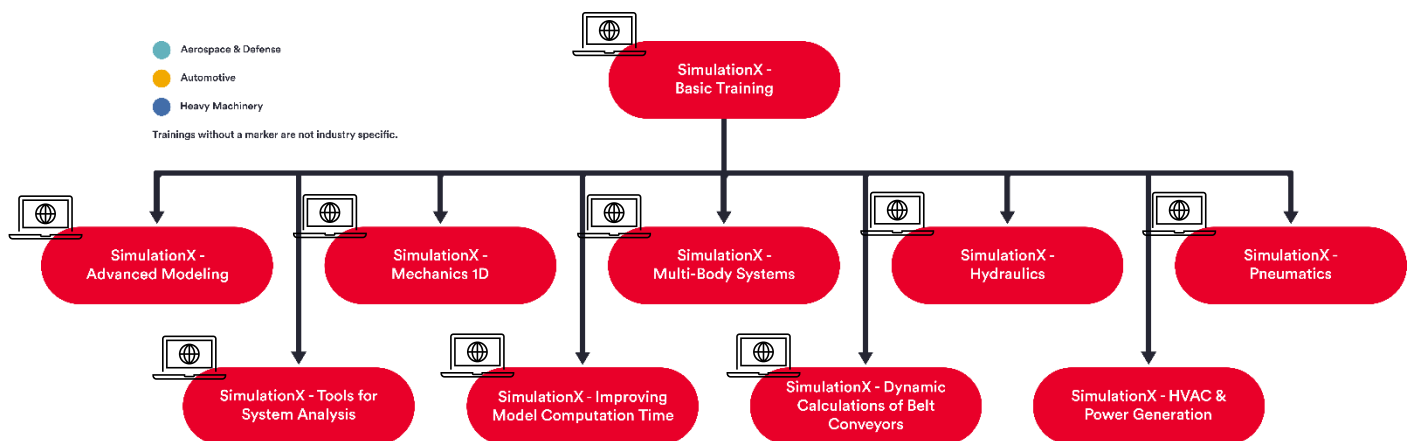 Aerospace & Defense
Automotive
Heavy Machinery
Trainings without a marker are not industry specific.
SimulationX -
Basic Training
SimulationX -
Advanced Modeling
SimulationX -
Mechanics 1D
SimulationX -
Multi-Body Systems
SimulationX -
Hydraulics
SimulationX -
Pneumatics
SimulationX - Tools for
System Analysis
SimulationX - Improving
Model Computation Time
SimulationX - Dynamic
Calculations of Belt
Conveyors
SimulationX - HVAC &
Power Generation